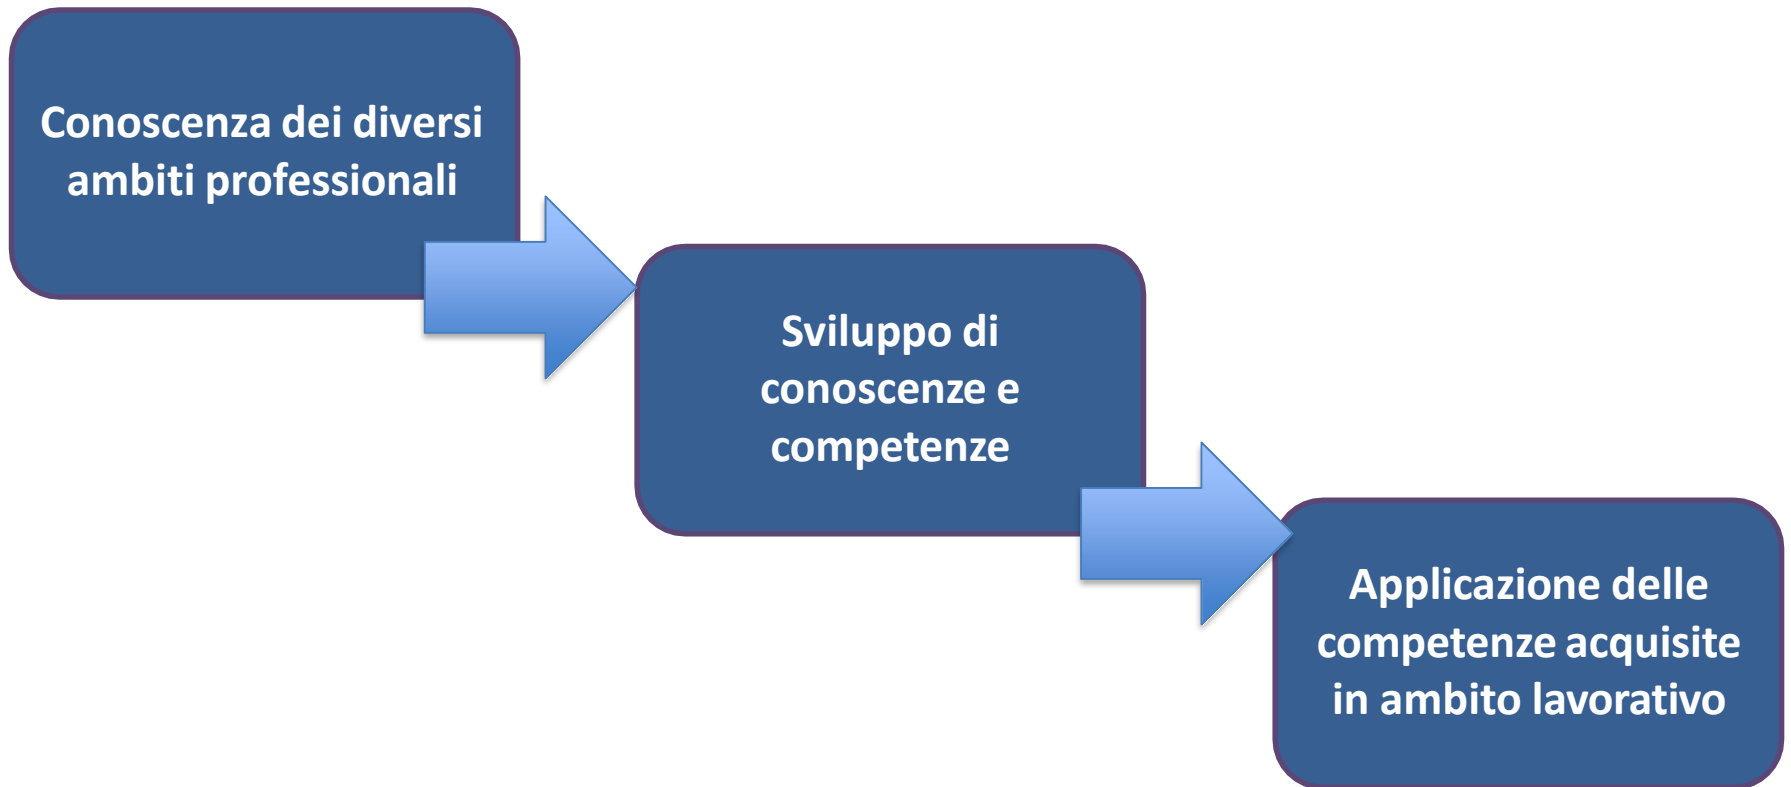 Conoscenza dei diversi
ambiti professionali
Sviluppo di
conoscenze e
competenze
Applicazione delle
competenze acquisite
in ambito lavorativo